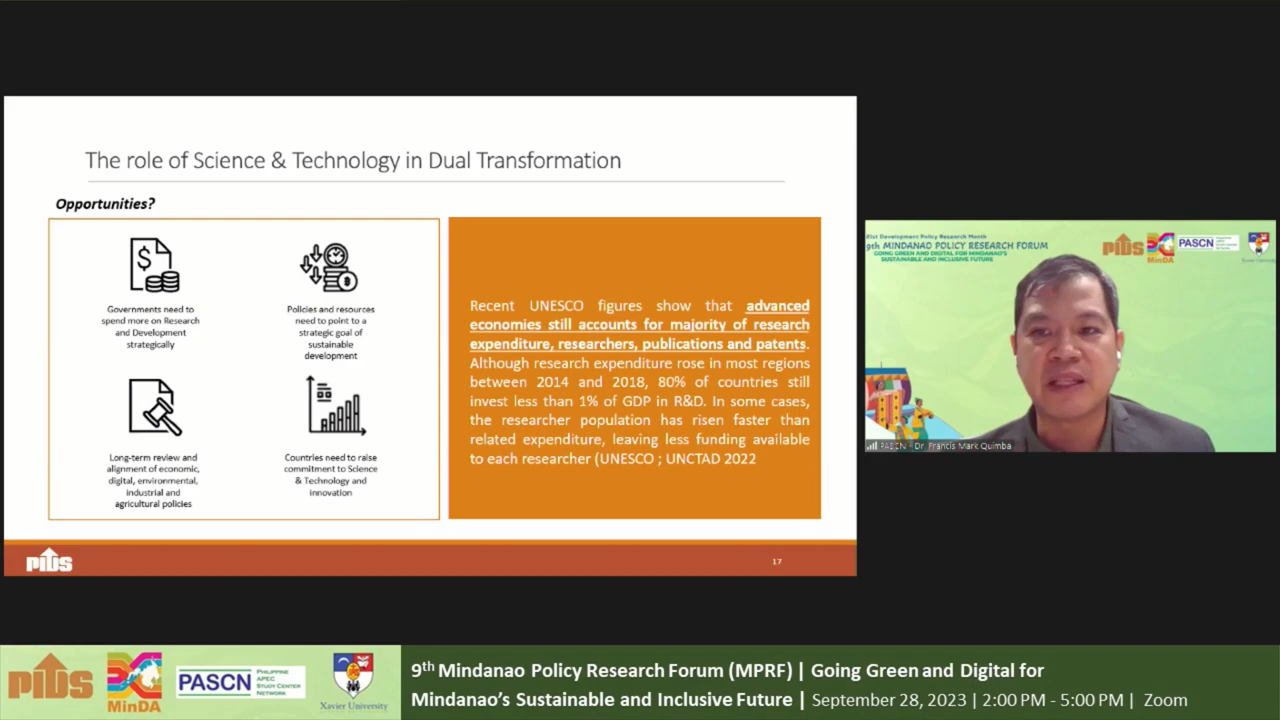 The role of Science & Technology in Dual Transformation
Opportunities?
Governments need to
spend more on Research
and Development
strategically
Policies and resources
need to point to a
strategic goal of
sustainable
development
Long-term review and
alignment of economic,
digital, environmental,
industrial and
agricultural policies
Countries need to raise
commitment to Science
& Technology and
innovation
Recent UNESCO figures show that advanced
economies still accounts for majority of research
expenditure, researchers, publications and patents.
Although research expenditure rose in most regions
between 2014 and 2018, 80% of countries still
invest less than 1% of GDP in R&D. In some cases,
the researcher population has risen faster than
related expenditure, leaving less funding available
to each researcher (UNESCO ; UNCTAD 2022
PIDS
17
21st Development Policy Research Month
9th MINDANAO POLICY RESEARCH FORUM
GOING GREEN AND DIGITAL FOR MINDANAO'S
SUSTAINABLE AND INCLUSIVE FUTURE
PIDS
MinDA
PASCN
PASCN - Dr. Francis Mark Quimba
PIDS
MinDA
PASCN
PHILIPPINE
APEC
STUDY CENTER
NETWORK
Xavier University
9th Mindanao Policy Research Forum (MPRF) | Going Green and Digital for
Mindanao's Sustainable and Inclusive Future | September 28, 2023 | 2:00 PM - 5:00 PM | Zoom